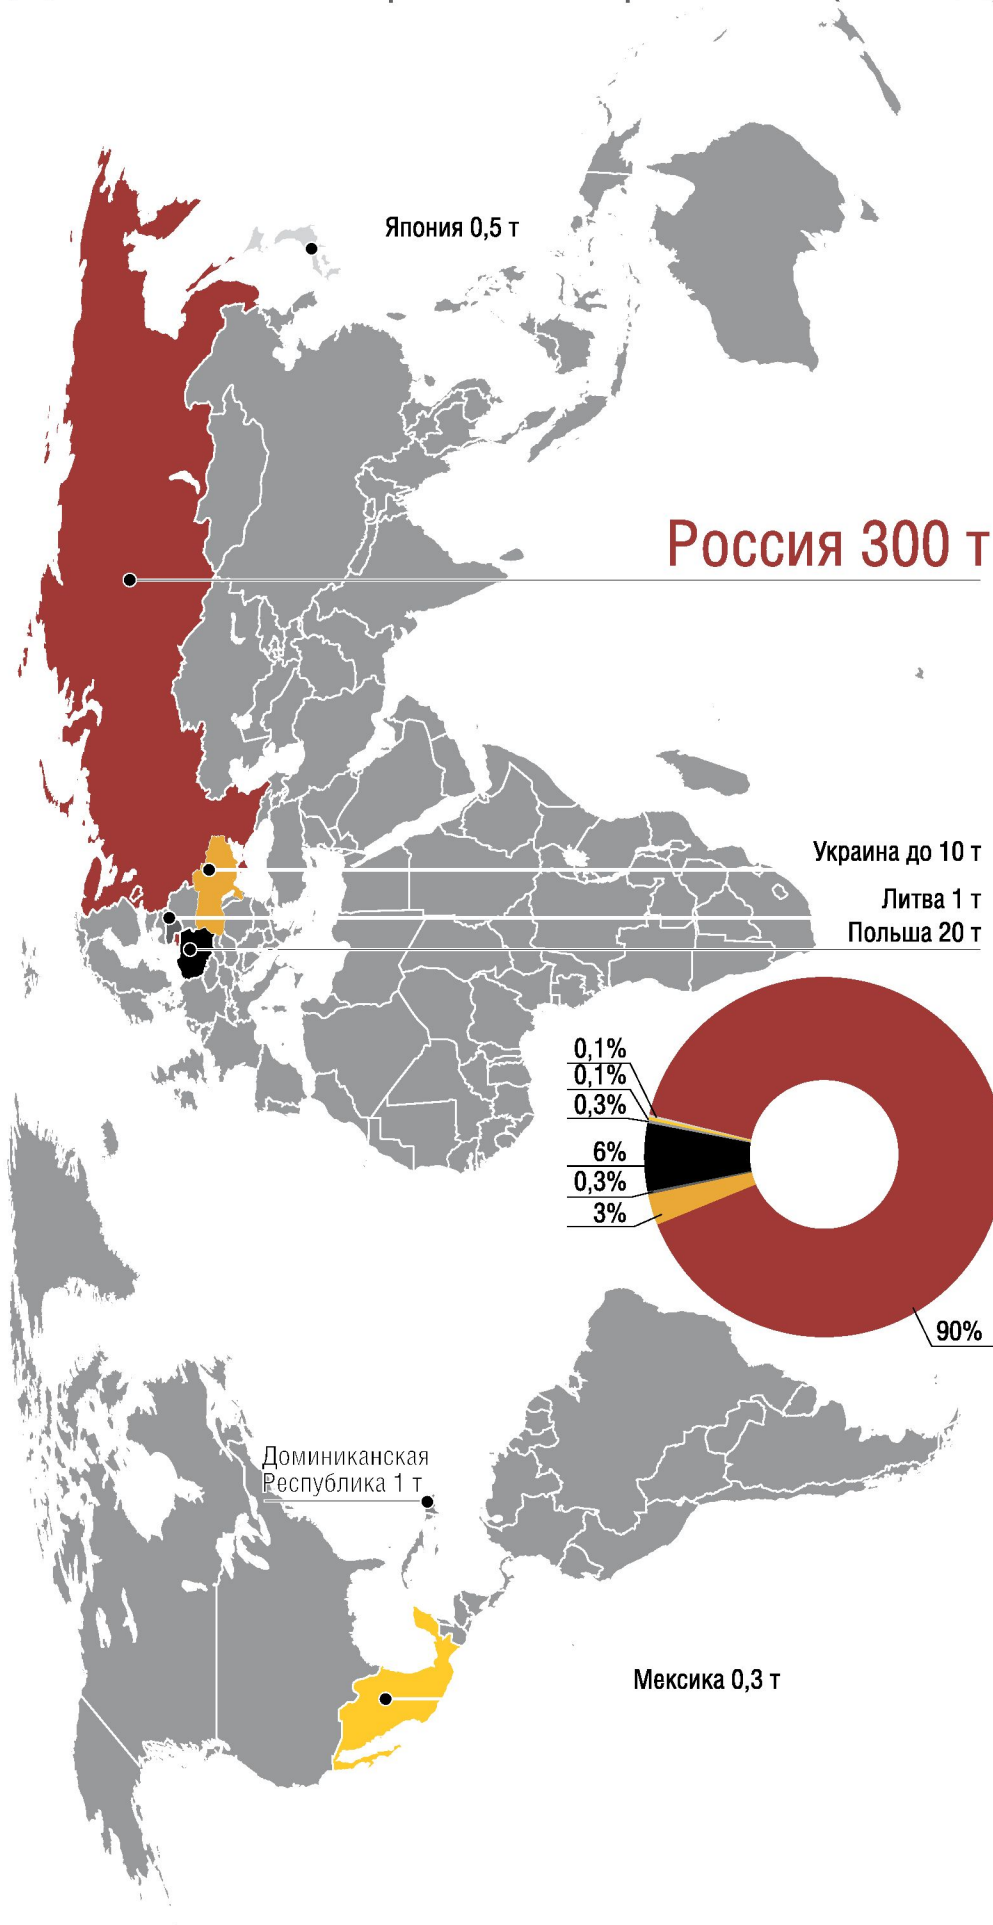 Япония 0,5 т
Россия 300 т
Украина до 10 т
Литва 1 т
Польша 20 т
0,1%
0,1%
0,3%
6%
0,3%
3%
90%
Доминиканская
Республика 1 т
Мексика 0,3 т